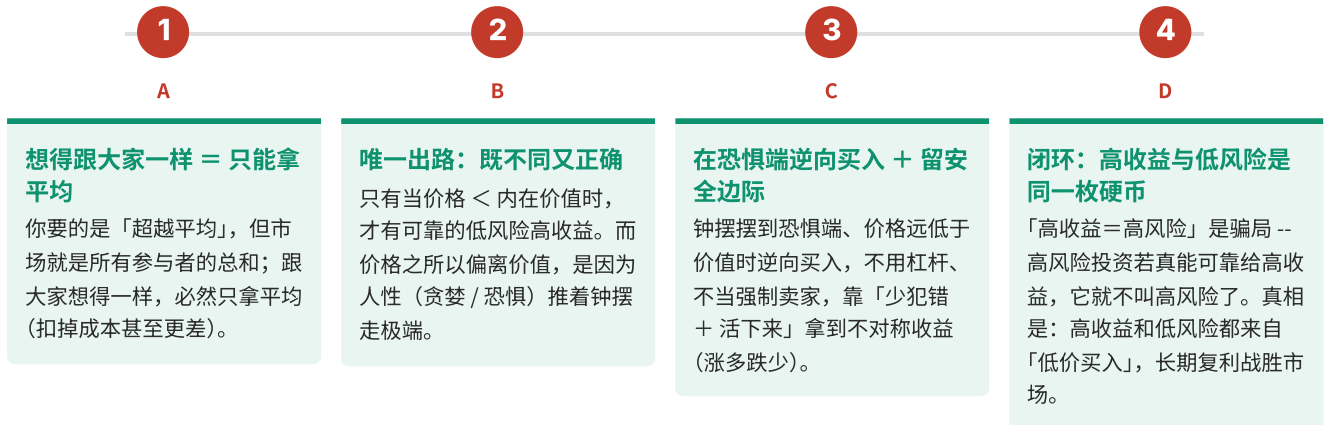 1
2
3
4
A
B
C
D
想得跟大家一样 ＝ 只能拿
平均
你要的是「超越平均」，但市
场就是所有参与者的总和；跟
大家想得一样，必然只拿平均
（扣掉成本甚至更差）。
唯一出路：既不同又正确
只有当价格 ＜ 内在价值时，
才有可靠的低风险高收益。而
价格之所以偏离价值，是因为
人性（贪婪 / 恐惧）推着钟摆
走极端。
在恐惧端逆向买入 ＋ 留安
全边际
钟摆摆到恐惧端、价格远低于
价值时逆向买入，不用杠杆、
不当强制卖家，靠「少犯错
＋ 活下来」拿到不对称收益
（涨多跌少）。
闭环：高收益与低风险是
同一枚硬币
「高收益＝高风险」是骗局 --
高风险投资若真能可靠给高收
益，它就不叫高风险了。真相
是：高收益和低风险都来自
「低价买入」，长期复利战胜市
场。